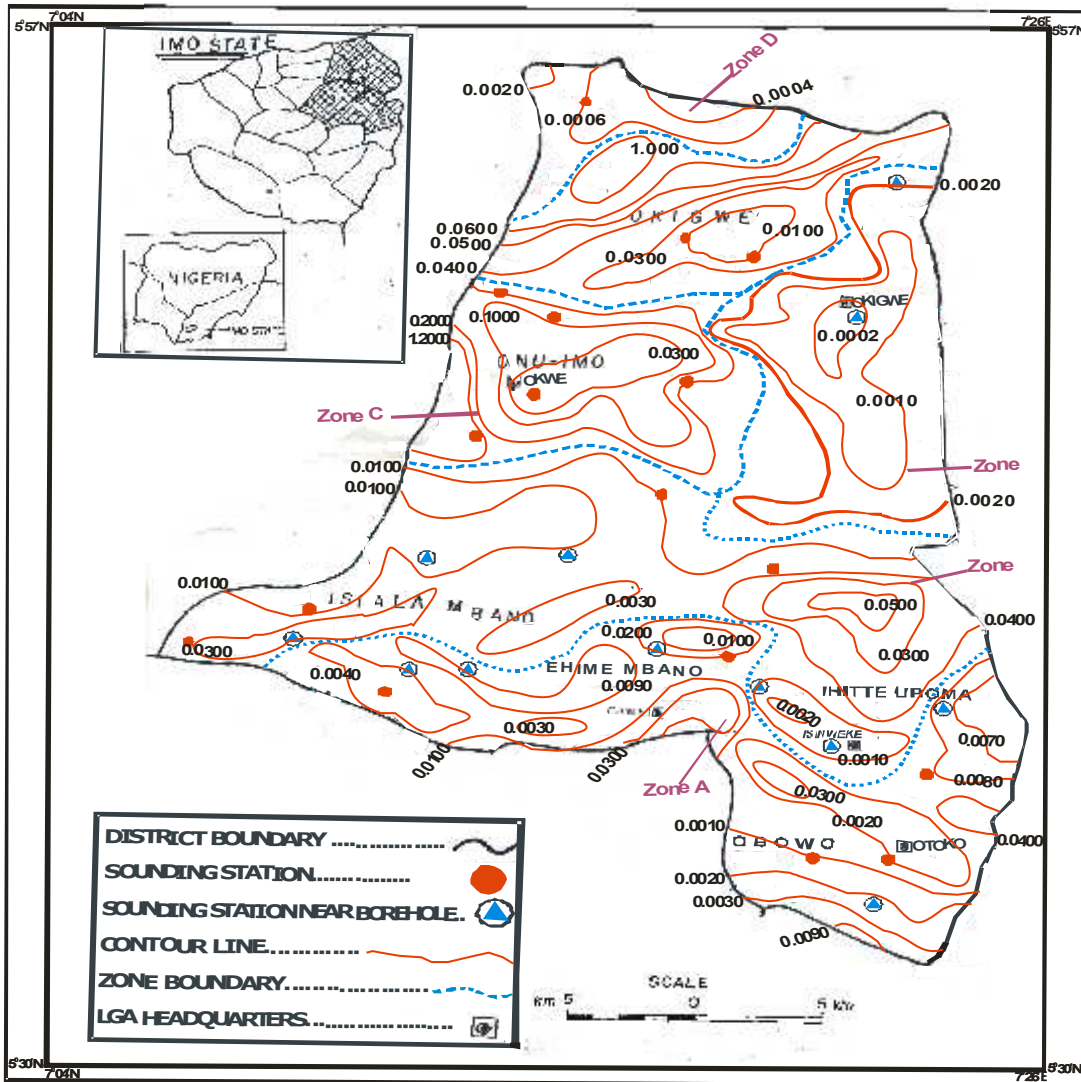 7°04'N
7°26'E
5°57'N
5°57'N
IMO STATE
NIGERIA
IMO STATE
Zone D
0.0020
0.0004
0.0006
1.000
0.0020
OKIGWE
0.0600
0.0100
0.0500
0.0400
0.0300
OKIGWE
0.2000
0.1000
1.2000
0.0002
0.0300
ONU-IMO
OKWE
0.0010
Zone C
0.0100
Zone
0.0100
0.0020
Zone
0.0100
ISIALA MBANO
0.0030
0.0500
0.0400
0.0200
0.0100
0.0300
0.0300
EHIME MBANO
0.0040
0.0090
IHITTE UBOMA
0.0020
0.0030
ISINWEKE
0.0070
0.0010
0.0100
0.0300
0.0080
Zone A
0.0300
0.0020
0.0010
OBOWO
OTOKO
0.0400
0.0020
0.0030
0.0090
DISTRICT BOUNDARY
SOUNDING STATION
SOUNDING STATION NEAR BOREHOLE
CONTOUR LINE
ZONE BOUNDARY
LGA HEADQUARTERS
SCALE
km 5 0 5 km
5°30'N
5°30'N
7°04'N
7°26'E